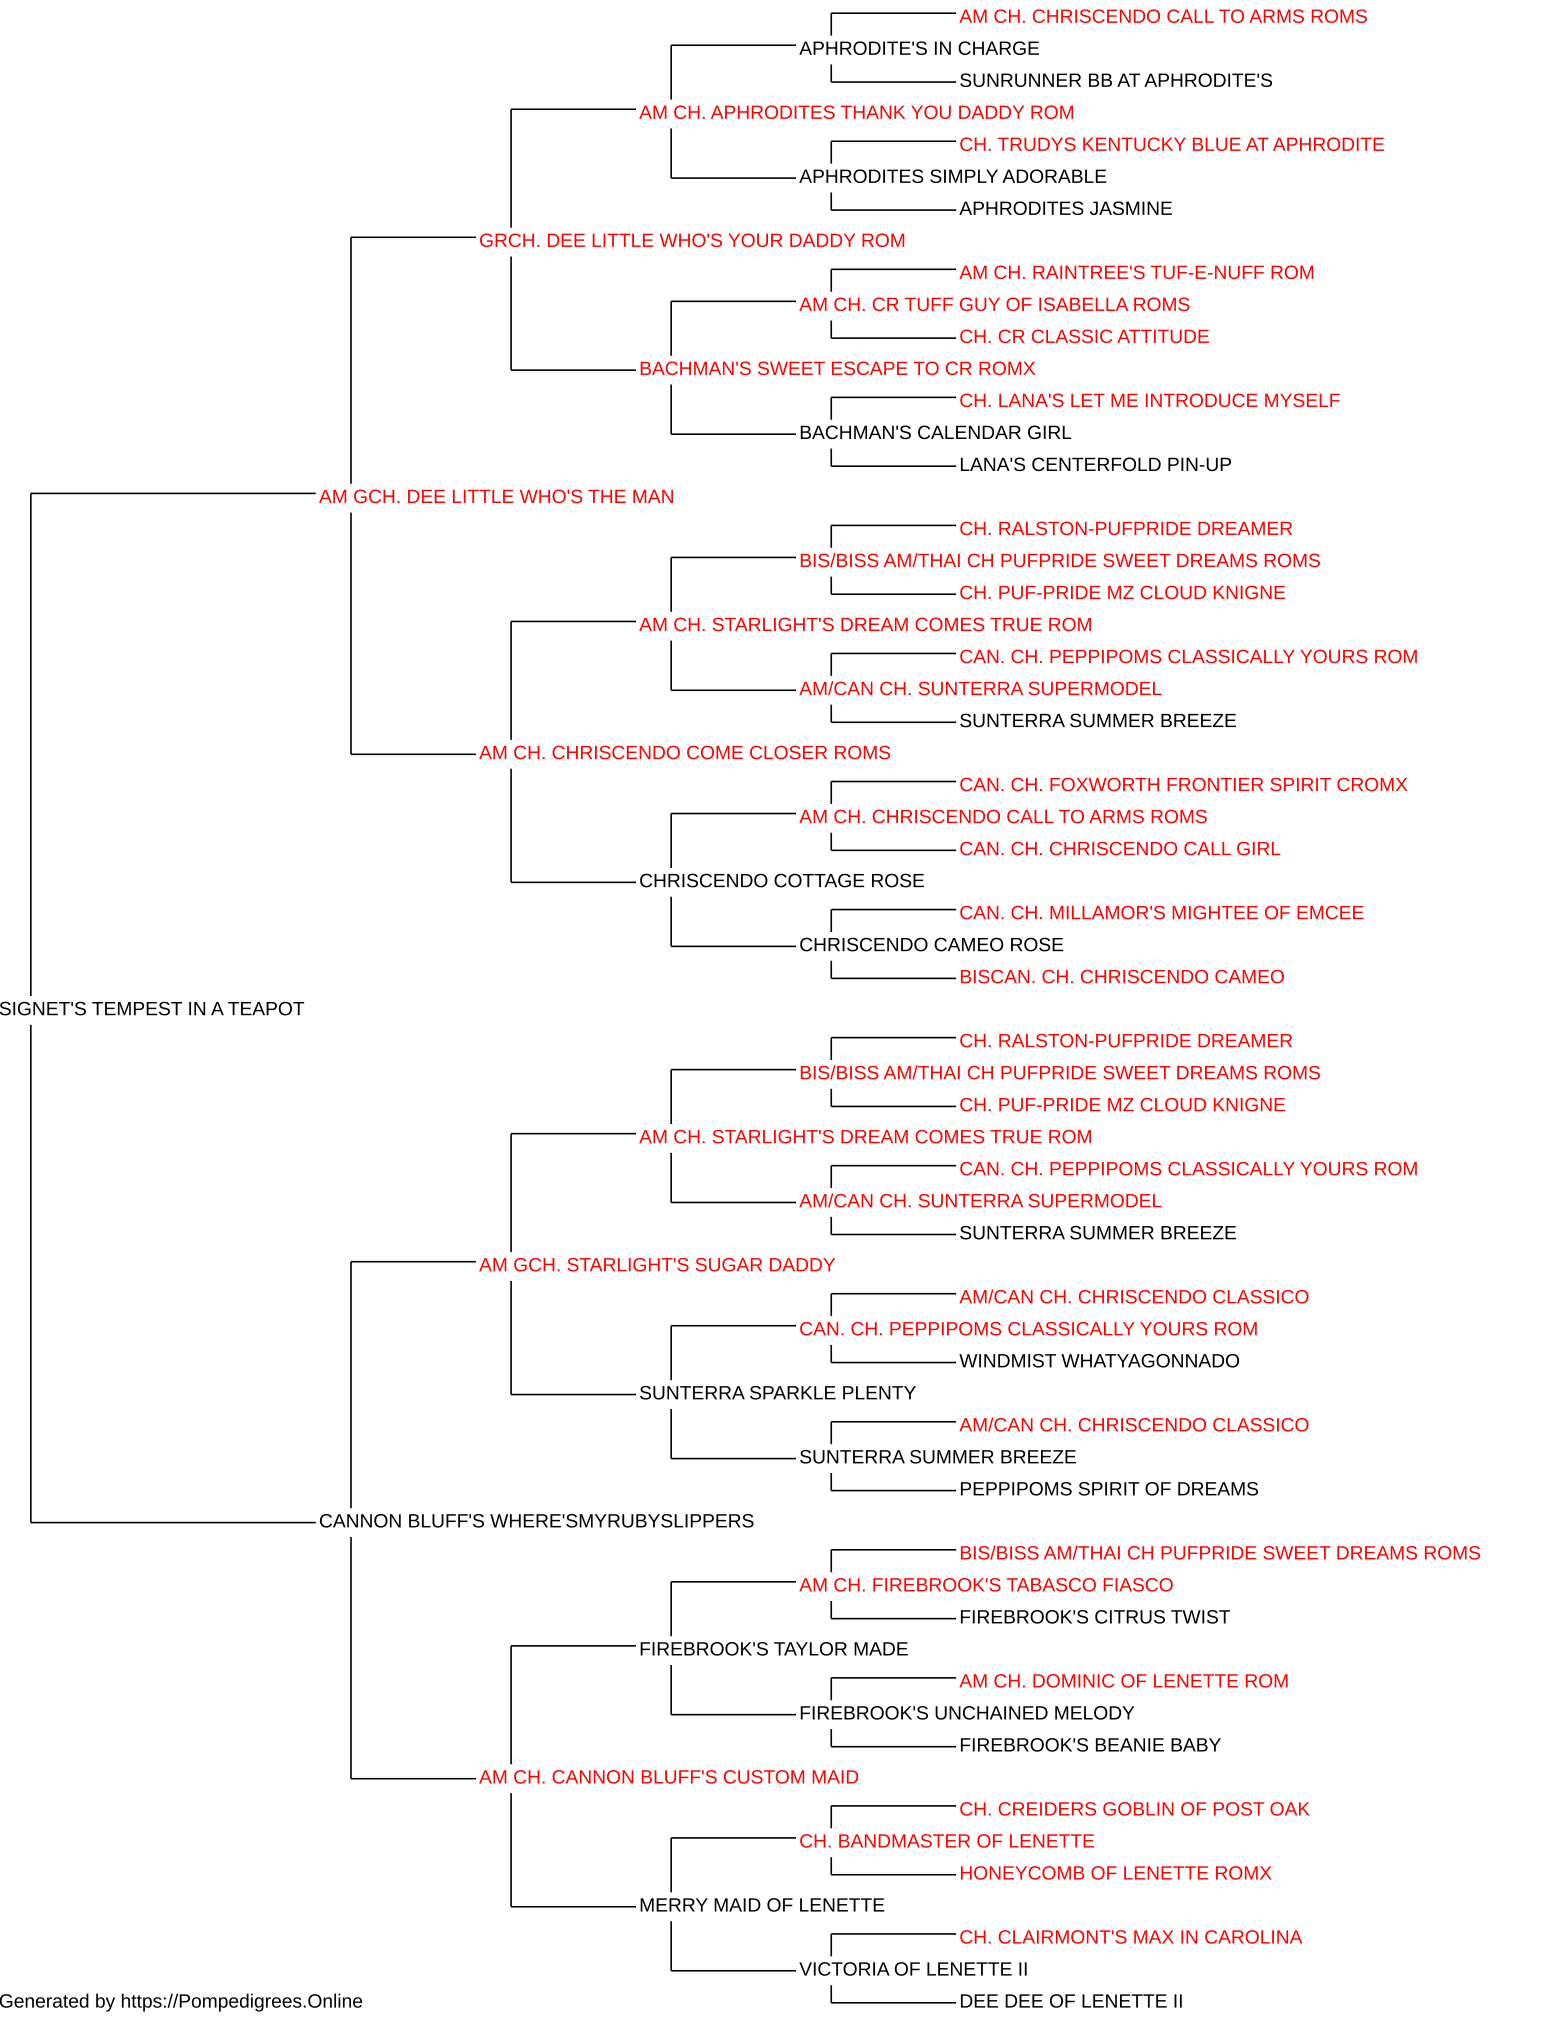 AM CH. CHRISCENDO CALL TO ARMS ROMS
APHRODITE'S IN CHARGE
SUNRUNNER BB AT APHRODITE'S
AM CH. APHRODITES THANK YOU DADDY ROM
CH. TRUDYS KENTUCKY BLUE AT APHRODITE
APHRODITES SIMPLY ADORABLE
APHRODITES JASMINE
GRCH. DEE LITTLE WHO'S YOUR DADDY ROM
AM CH. RAINTREE'S TUF-E-NUFF ROM
AM CH. CR TUFF GUY OF ISABELLA ROMS
CH. CR CLASSIC ATTITUDE
BACHMAN'S SWEET ESCAPE TO CR ROMX
CH. LANA'S LET ME INTRODUCE MYSELF
BACHMAN'S CALENDAR GIRL
LANA'S CENTERFOLD PIN-UP
AM GCH. DEE LITTLE WHO'S THE MAN
CH. RALSTON-PUFPRIDE DREAMER
BIS/BISS AM/THAI CH PUFPRIDE SWEET DREAMS ROMS
CH. PUF-PRIDE MZ CLOUD KNIGNE
AM CH. STARLIGHT'S DREAM COMES TRUE ROM
CAN. CH. PEPPIPOMS CLASSICALLY YOURS ROM
AM/CAN CH. SUNTERRA SUPERMODEL
SUNTERRA SUMMER BREEZE
AM CH. CHRISCENDO COME CLOSER ROMS
CAN. CH. FOXWORTH FRONTIER SPIRIT CROMX
AM CH. CHRISCENDO CALL TO ARMS ROMS
CAN. CH. CHRISCENDO CALL GIRL
CHRISCENDO COTTAGE ROSE
CAN. CH. MILLAMOR'S MIGHTEE OF EMCEE
CHRISCENDO CAMEO ROSE
BISCAN. CH. CHRISCENDO CAMEO
SIGNET'S TEMPEST IN A TEAPOT
CH. RALSTON-PUFPRIDE DREAMER
BIS/BISS AM/THAI CH PUFPRIDE SWEET DREAMS ROMS
CH. PUF-PRIDE MZ CLOUD KNIGNE
AM CH. STARLIGHT'S DREAM COMES TRUE ROM
CAN. CH. PEPPIPOMS CLASSICALLY YOURS ROM
AM/CAN CH. SUNTERRA SUPERMODEL
SUNTERRA SUMMER BREEZE
AM GCH. STARLIGHT'S SUGAR DADDY
AM/CAN CH. CHRISCENDO CLASSICO
CAN. CH. PEPPIPOMS CLASSICALLY YOURS ROM
WINDMIST WHATYAGONNADO
SUNTERRA SPARKLE PLENTY
AM/CAN CH. CHRISCENDO CLASSICO
SUNTERRA SUMMER BREEZE
PEPPIPOMS SPIRIT OF DREAMS
CANNON BLUFF'S WHERE'SMYRUBYSLIPPERS
BIS/BISS AM/THAI CH PUFPRIDE SWEET DREAMS ROMS
AM CH. FIREBROOK'S TABASCO FIASCO
FIREBROOK'S CITRUS TWIST
FIREBROOK'S TAYLOR MADE
AM CH. DOMINIC OF LENETTE ROM
FIREBROOK'S UNCHAINED MELODY
FIREBROOK'S BEANIE BABY
AM CH. CANNON BLUFF'S CUSTOM MAID
CH. CREIDERS GOBLIN OF POST OAK
CH. BANDMASTER OF LENETTE
HONEYCOMB OF LENETTE ROMX
MERRY MAID OF LENETTE
CH. CLAIRMONT'S MAX IN CAROLINA
VICTORIA OF LENETTE II
DEE DEE OF LENETTE II
Generated by https://Pompedigrees.Online